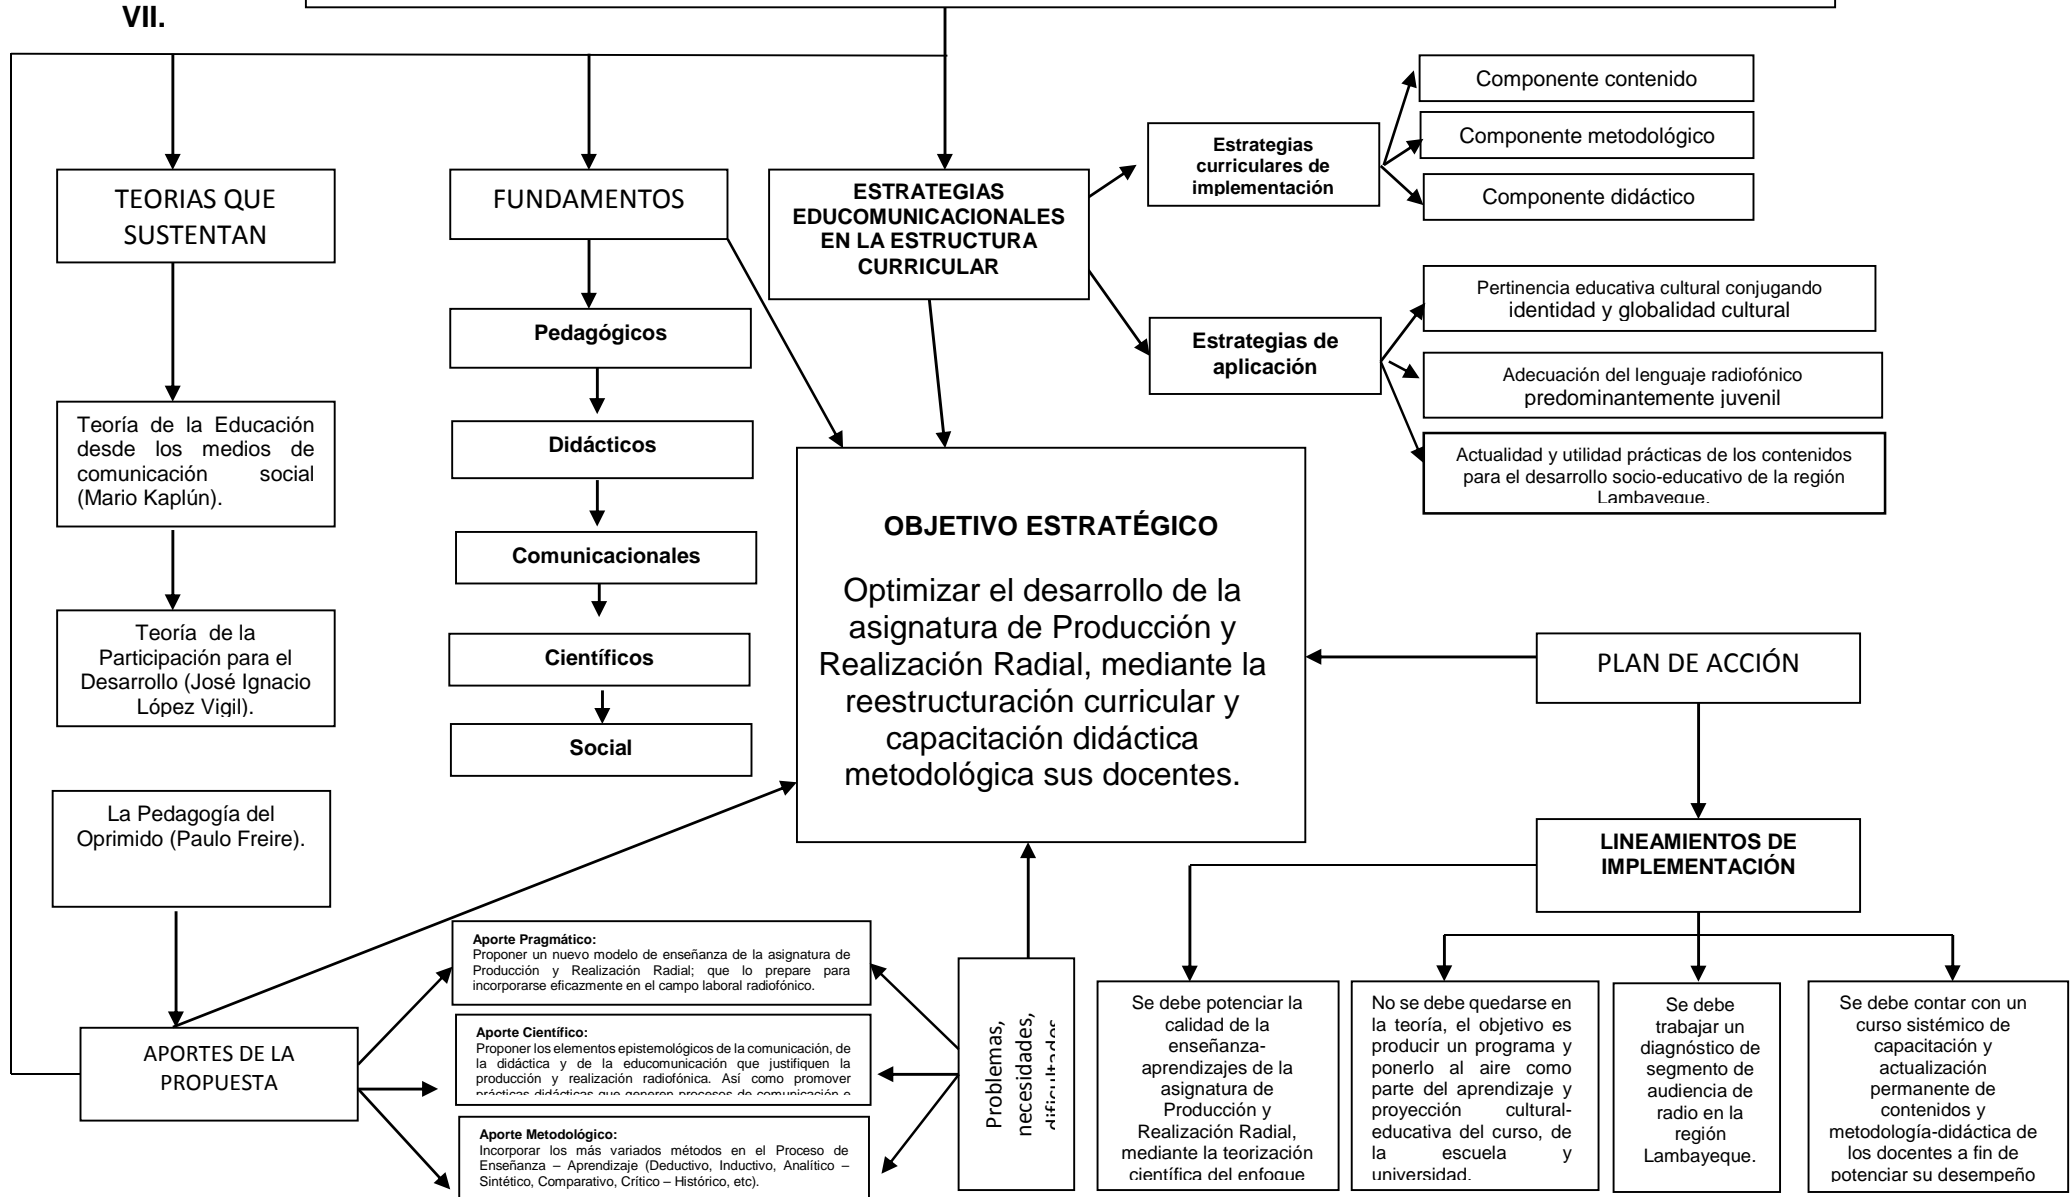 VII.
TEORIAS QUE
SUSTENTAN
Teoría de la Educación
desde los medios de
comunicación social
(Mario Kaplún).
Teoría de la
Participación para el
Desarrollo (José Ignacio
López Vigil).
La Pedagogía del
Oprimido (Paulo Freire).
APORTES DE LA
PROPUESTA
FUNDAMENTOS
Pedagógicos
Didácticos
Comunicacionales
Científicos
Social
ESTRATEGIAS
EDUCOMUNICACIONALES
EN LA ESTRUCTURA
CURRICULAR
Estrategias
curriculares de
implementación
Componente contenido
Componente metodológico
Componente didáctico
Estrategias de
aplicación
Pertinencia educativa cultural conjugando
identidad y globalidad cultural
Adecuación del lenguaje radiofónico
predominantemente juvenil
Actualidad y utilidad prácticas de los contenidos
para el desarrollo socio-educativo de la región
Lambayeque.
OBJETIVO ESTRATÉGICO
Optimizar el desarrollo de la
asignatura de Producción y
Realización Radial, mediante la
reestructuración curricular y
capacitación didáctica
metodológica sus docentes.
PLAN DE ACCIÓN
LINEAMIENTOS DE
IMPLEMENTACIÓN
Aporte Pragmático:
Proponer un nuevo modelo de enseñanza de la asignatura de
Producción y Realización Radial; que lo prepare para
incorporarse eficazmente en el campo laboral radiofónico.
Aporte Científico:
Proponer los elementos epistemológicos de la comunicación, de
la didáctica y de la educomunicación que justifiquen la
producción y realización radiofónica. Así como promover
prácticas didácticas que generen procesos de comunicación e
Aporte Metodológico:
Incorporar los más variados métodos en el Proceso de
Enseñanza – Aprendizaje (Deductivo, Inductivo, Analítico –
Sintético, Comparativo, Crítico – Histórico, etc).
Problemas,
necesidades,
dificultades
Se debe potenciar la
calidad de la
enseñanza-
aprendizajes de la
asignatura de
Producción y
Realización Radial,
mediante la teorización
científica del enfoque
No se debe quedarse en
la teoría, el objetivo es
producir un programa y
ponerlo al aire como
parte del aprendizaje y
proyección cultural-
educativa del curso, de
la escuela y
universidad.
Se debe
trabajar un
diagnóstico de
segmento de
audiencia de
radio en la
región
Lambayeque.
Se debe contar con un
curso sistémico de
capacitación y
actualización
permanente de
contenidos y
metodología-didáctica de
los docentes a fin de
potenciar su desempeño